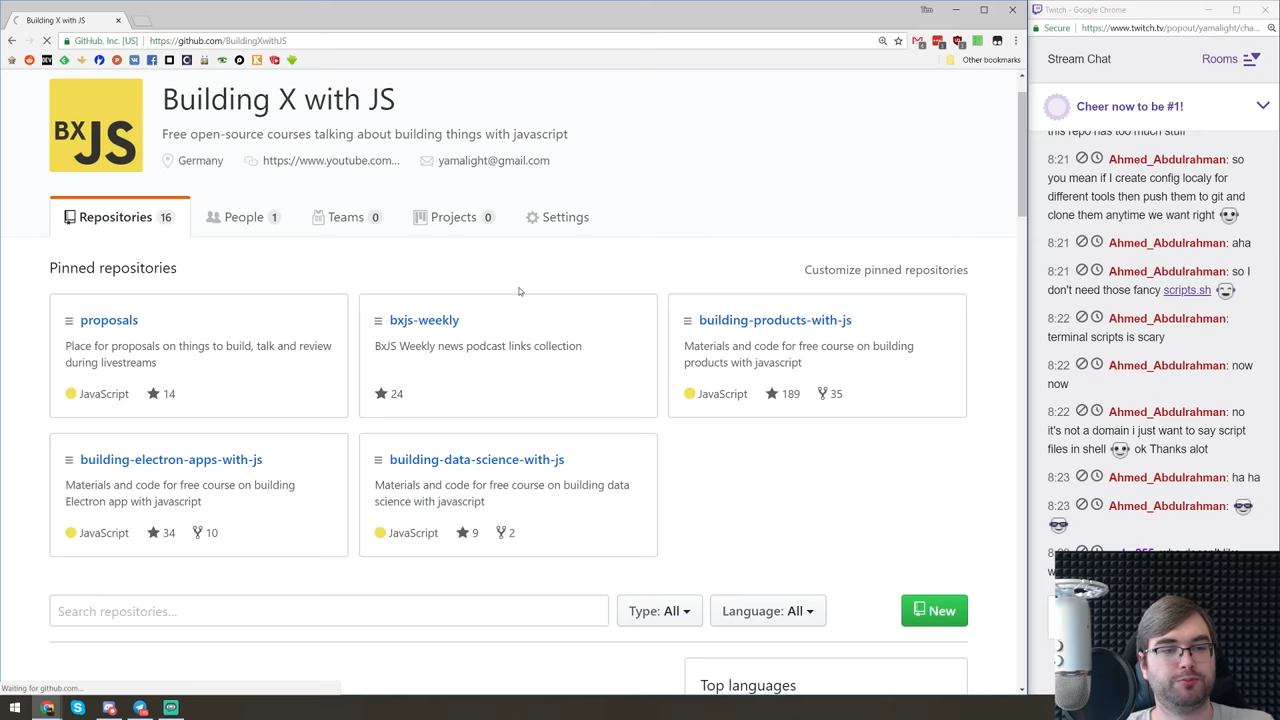 Building X with JS
Tim
GitHub, Inc. [US]
https://github.com/BuildingXwithJS
Other bookmarks
BXJS
Building X with JS
Free open-source courses talking about building things with javascript
Germany
https://www.youtube.com...
yamalight@gmail.com
Repositories 16
People 1
Teams 0
Projects 0
Settings
Pinned repositories
Customize pinned repositories
proposals
Place for proposals on things to build, talk and review
during livestreams
JavaScript 14
bxjs-weekly
BxJS Weekly news podcast links collection
24
building-products-with-js
Materials and code for free course on building
products with javascript
JavaScript 189 35
building-electron-apps-with-js
Materials and code for free course on building
Electron app with javascript
JavaScript 34 10
building-data-science-with-js
Materials and code for free course on building data
science with javascript
JavaScript 9 2
Search repositories...
Type: All
Language: All
New
Top languages
Waiting for github.com...
Twitch - Google Chrome
Secure
https://www.twitch.tv/popout/yamalight/cha...
Stream Chat
Rooms
Cheer now to be #1!
this repo has too much stuff
8:21 Ahmed_Abdulrahman: so
you mean if I create config localy for
different tools then push them to git and
clone them anytime we want right
8:21 Ahmed_Abdulrahman: aha
8:21 Ahmed_Abdulrahman: so I
don't need those fancy scripts.sh
8:22 Ahmed_Abdulrahman:
terminal scripts is scary
8:22 Ahmed_Abdulrahman: now
now
8:22 Ahmed_Abdulrahman: no
it's not a domain i just want to say script
files in shell ok Thanks alot
8:23 Ahmed_Abdulrahman: ha ha
8:23 Ahmed_Abdulrahman: